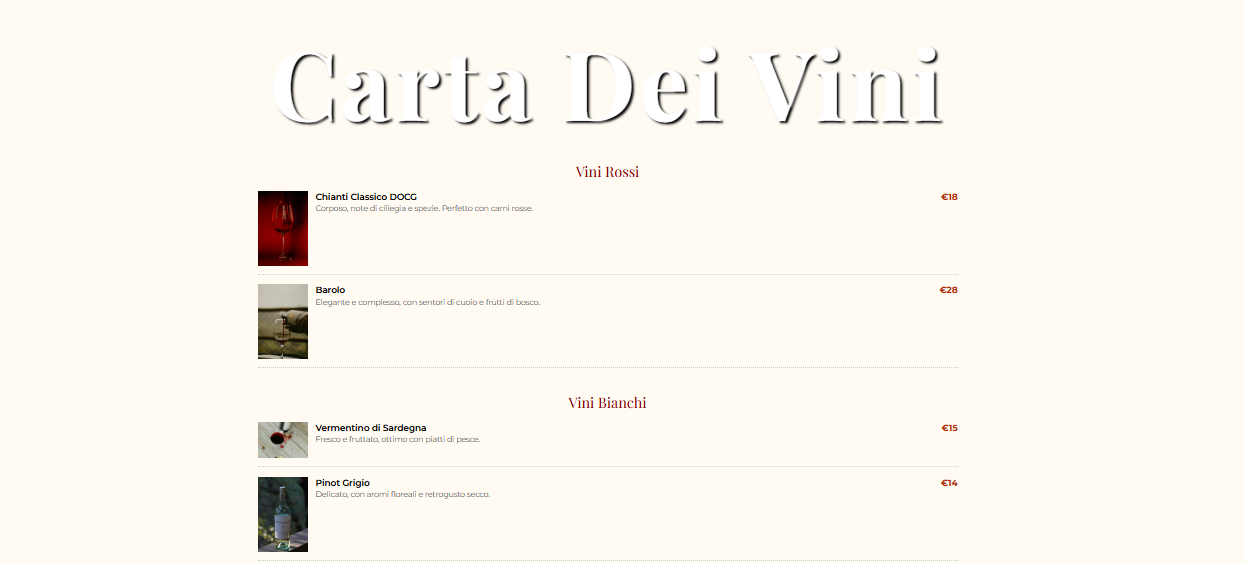 Carta Dei Vini
Vini Rossi
Chianti Classico DOCG €18
Corposo, note di ciliegia e spezie. Perfetto con carni rosse.
Barolo €28
Elegante e complesso, con sentori di cuoio e frutti di bosco.
Vini Bianchi
Vermentino di Sardegna €15
Fresco e fruttato, ottimo con piatti di pesce.
Pinot Grigio €14
Delicato, con aromi floreali e retrogusto secco.